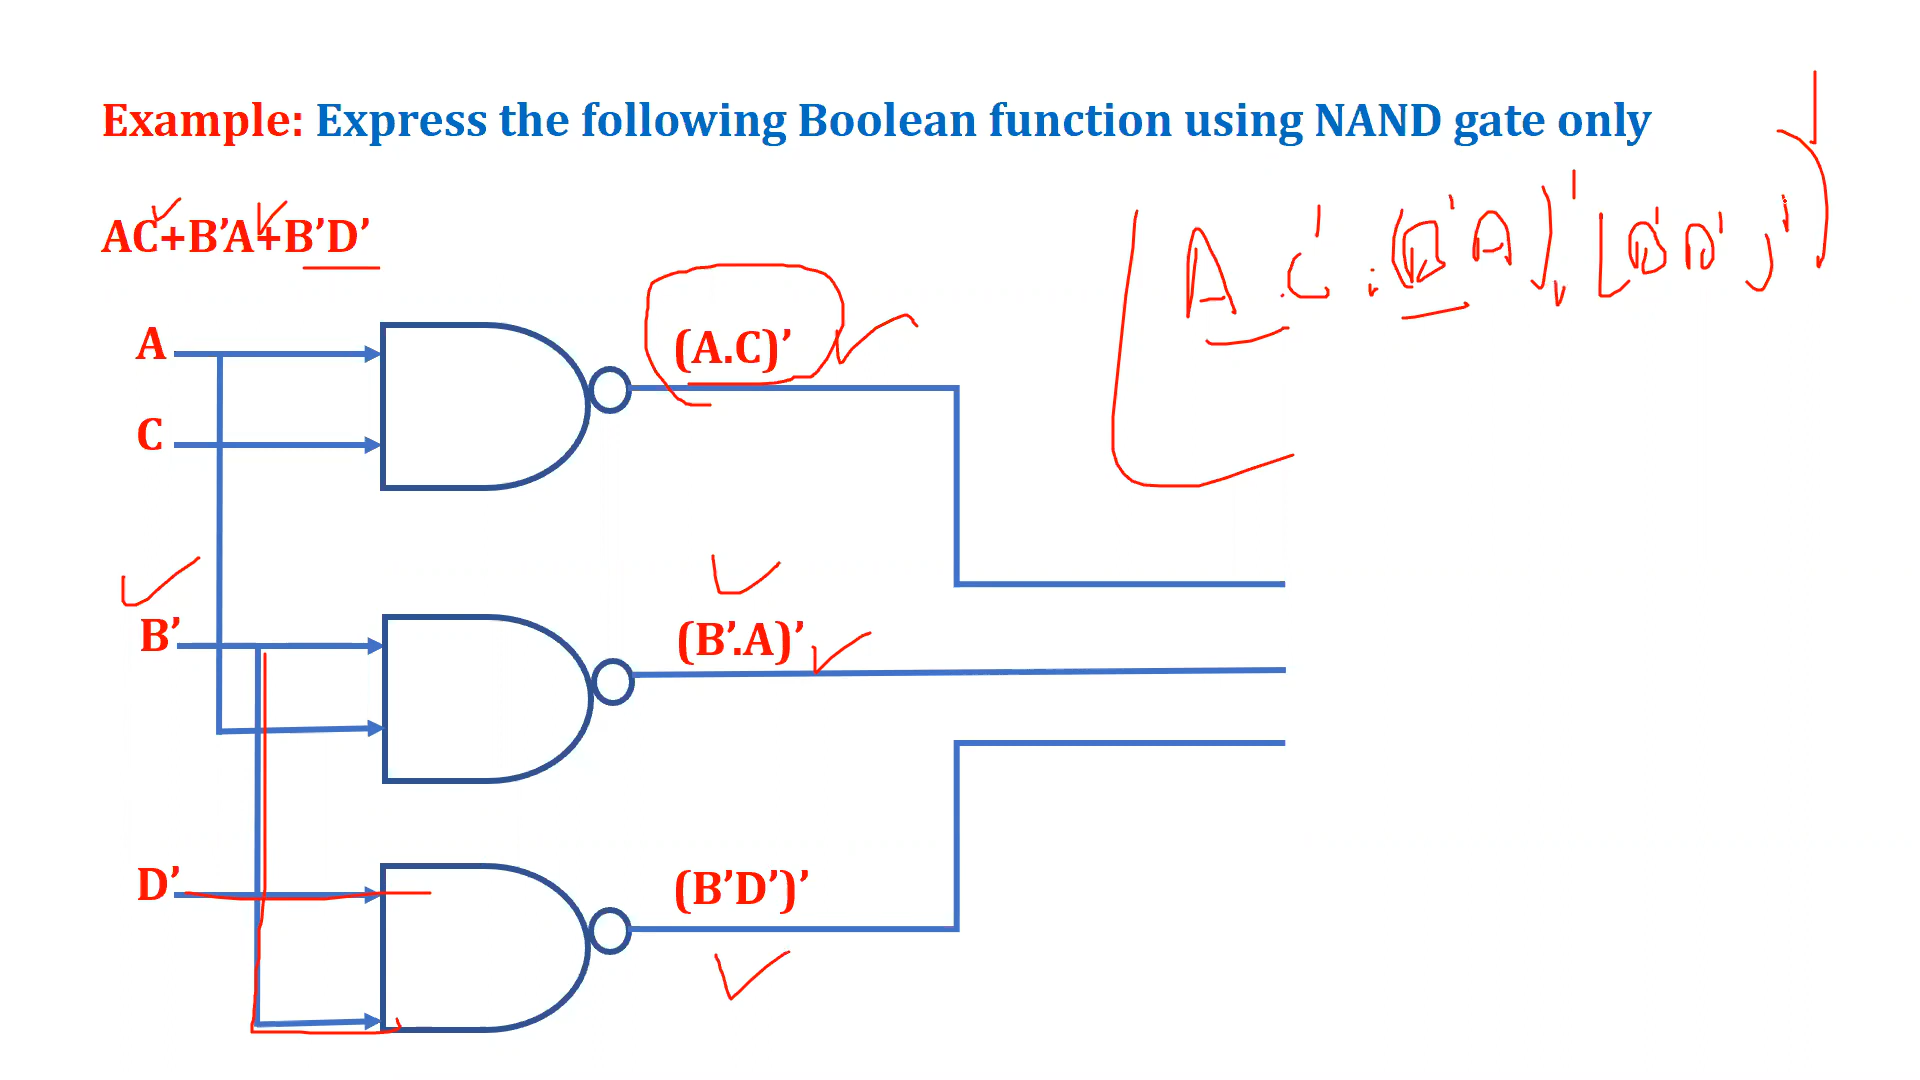 Example: Express the following Boolean function using NAND gate only
AC+B’A+B’D’
A C' . (B'A)' . (B'D')'
A
(A.C)’
C
B’
(B’.A)’
D’
(B’D’)’